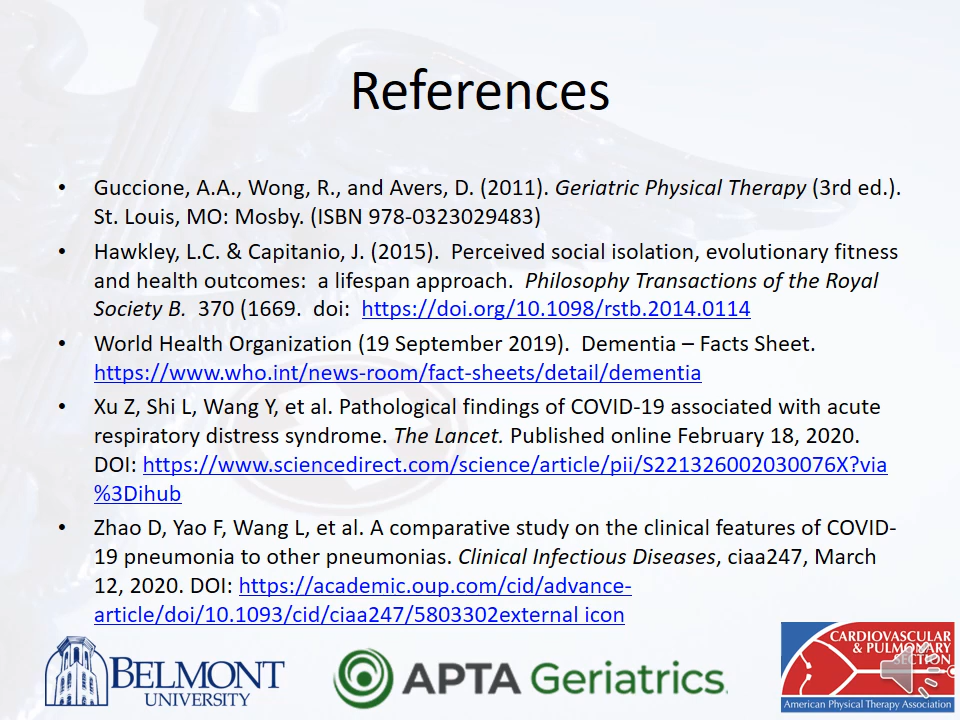 References
• Guccione, A.A., Wong, R., and Avers, D. (2011). Geriatric Physical Therapy (3rd ed.).
St. Louis, MO: Mosby. (ISBN 978-0323029483)
• Hawkley, L.C. & Capitanio, J. (2015).  Perceived social isolation, evolutionary fitness
and health outcomes:  a lifespan approach.  Philosophy Transactions of the Royal
Society B.  370 (1669.  doi:  https://doi.org/10.1098/rstb.2014.0114
• World Health Organization (19 September 2019).  Dementia – Facts Sheet.
https://www.who.int/news-room/fact-sheets/detail/dementia
• Xu Z, Shi L, Wang Y, et al. Pathological findings of COVID-19 associated with acute
respiratory distress syndrome. The Lancet. Published online February 18, 2020.
DOI: https://www.sciencedirect.com/science/article/pii/S221326002030076X?via
%3Dihub
• Zhao D, Yao F, Wang L, et al. A comparative study on the clinical features of COVID-
19 pneumonia to other pneumonias. Clinical Infectious Diseases, ciaa247, March
12, 2020. DOI: https://academic.oup.com/cid/advance-
article/doi/10.1093/cid/ciaa247/5803302external icon
BELMONT
UNIVERSITY
APTA Geriatrics
CARDIOVASCULAR
& PULMONARY
SECTION
American Physical Therapy Association